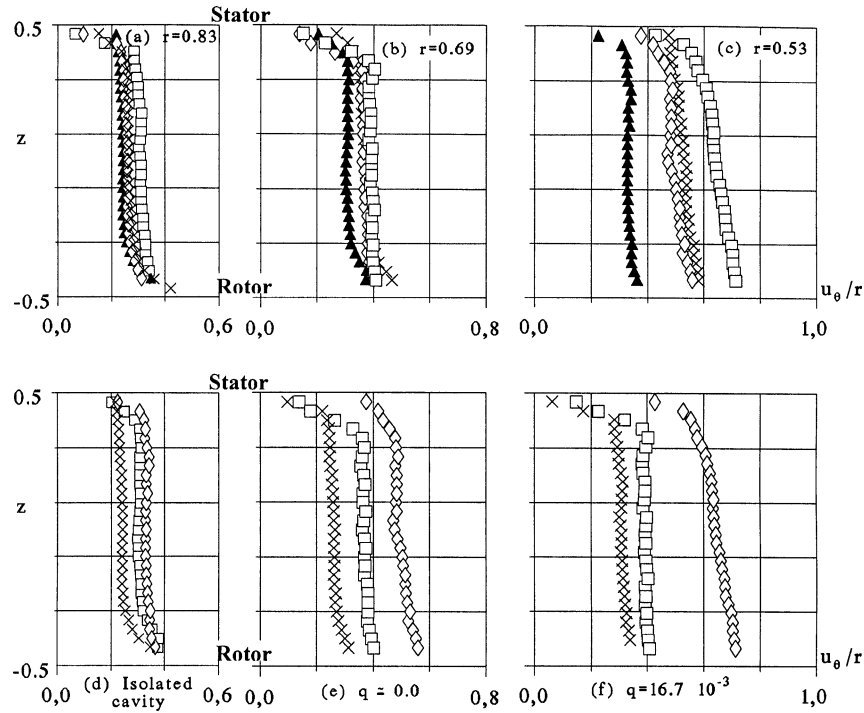 Stator
0.5
(a) r=0.83
(b) r=0.69
(c) r=0.53
z
Rotor
-0.5
uθ/r
0,0 0,6 0,0 0,8 0,0 1,0
Stator
0.5
z
Rotor
-0.5
uθ/r
0,0 (d) Isolated cavity 0,6 0,0 (e) q = 0.0 0,8 0,0 (f) q=16.7 10⁻³ 1,0